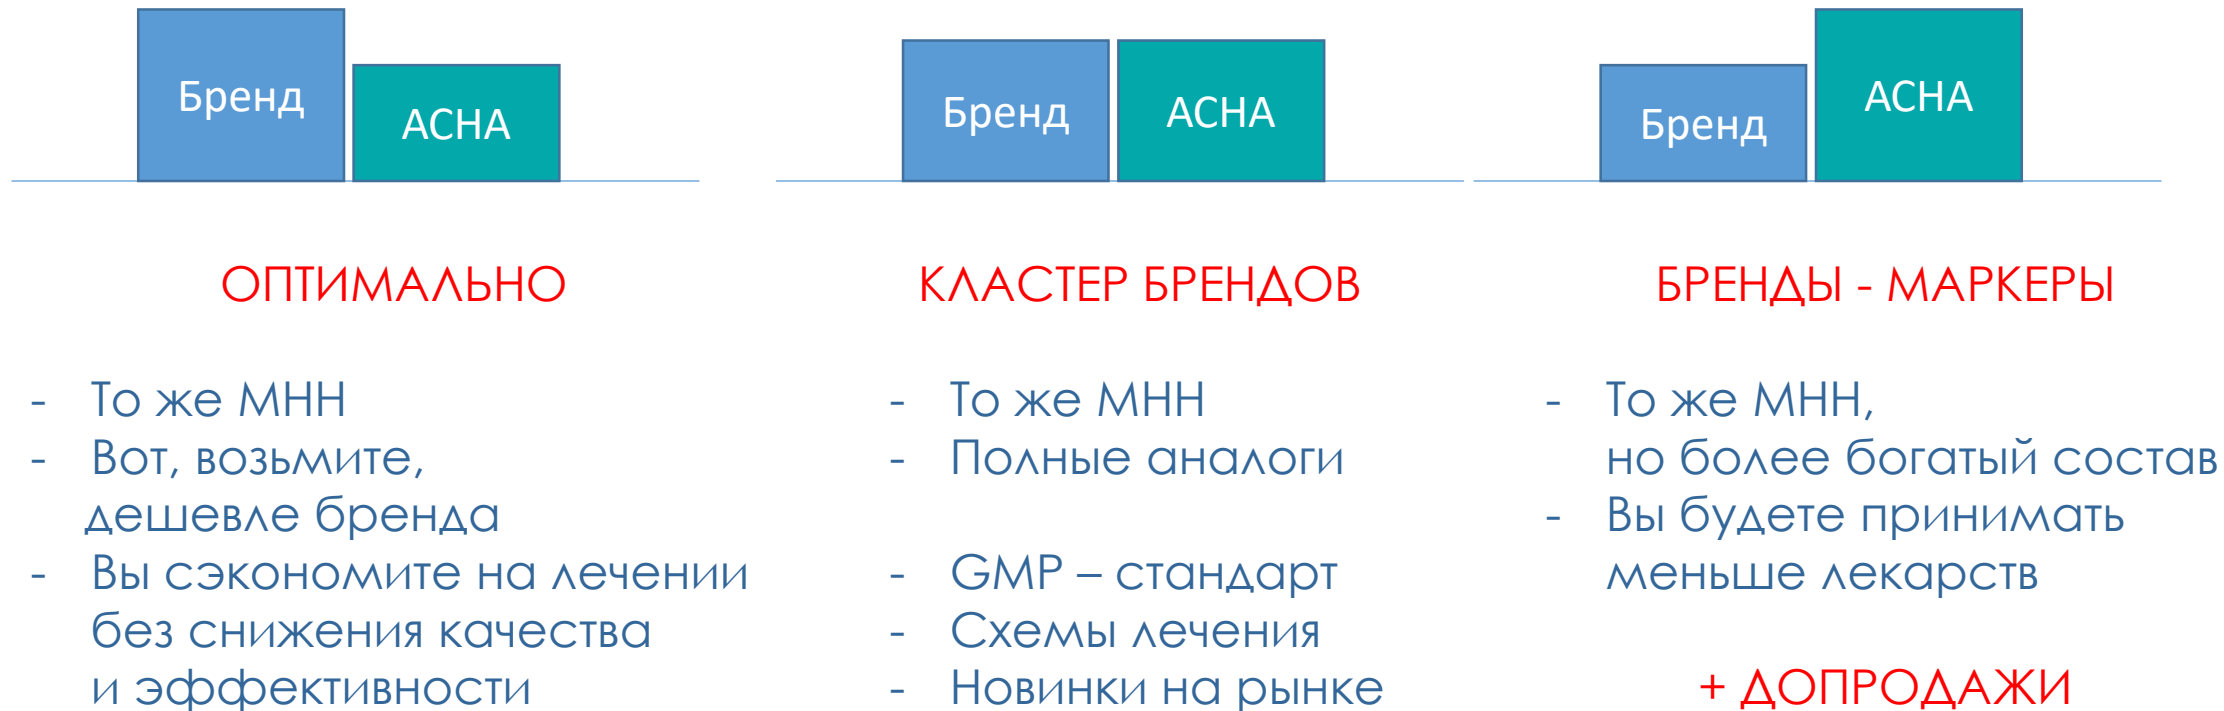 Бренд
АСНА
ОПТИМАЛЬНО
- То же МНН
- Вот, возьмите,
дешевле бренда
- Вы сэкономите на лечении
без снижения качества
и эффективности
Бренд
АСНА
КЛАСТЕР БРЕНДОВ
- То же МНН
- Полные аналоги
- GMP – стандарт
- Схемы лечения
- Новинки на рынке
Бренд
АСНА
БРЕНДЫ - МАРКЕРЫ
- То же МНН,
но более богатый состав
- Вы будете принимать
меньше лекарств
+ ДОПРОДАЖИ